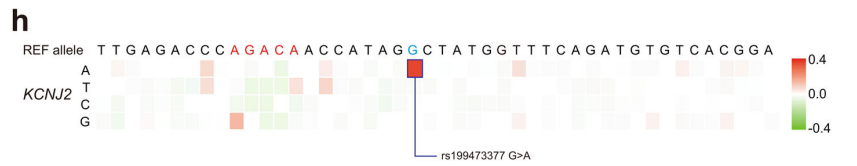 h
REF allele T T G A G A C C C A G A C A A C C A T A G G C T A T G G T T T C A G A T G T G T C A C G G A
A
T
C
G
KCNJ2
0.4
0.0
-0.4
rs199473377 G>A